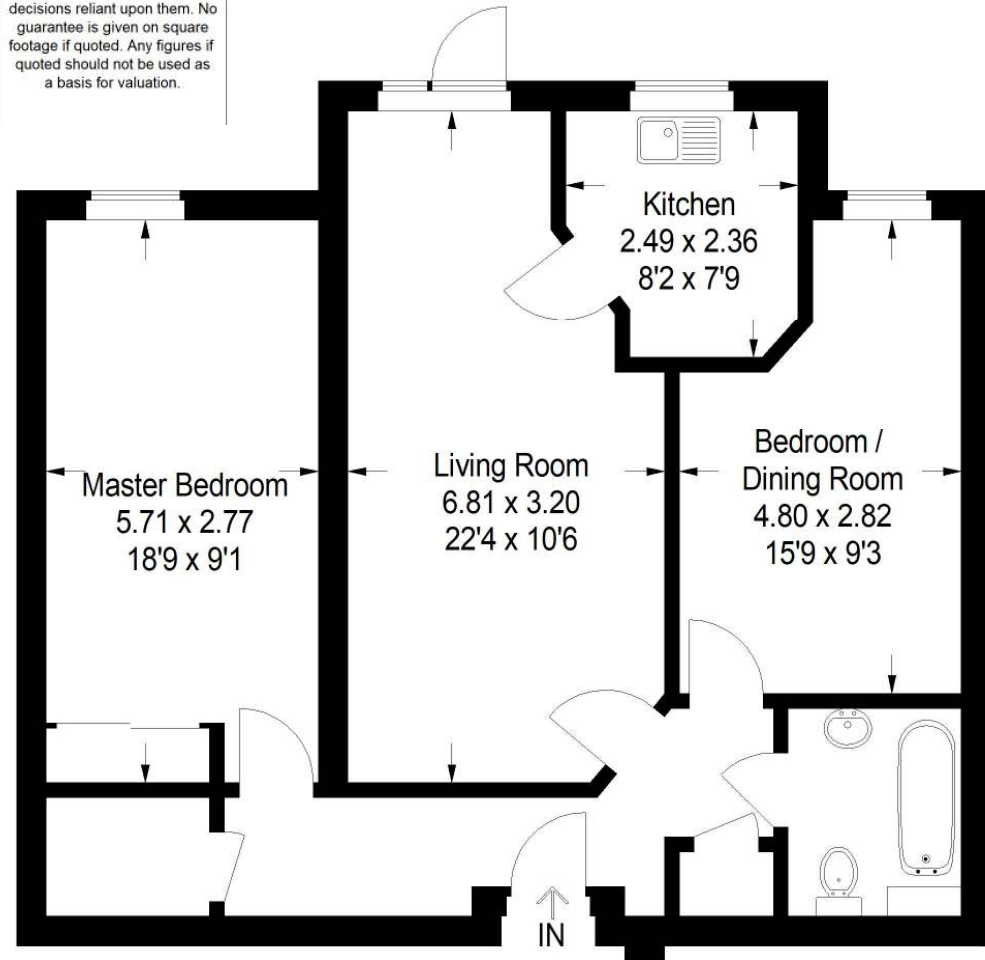 decisions reliant upon them. No
guarantee is given on square
footage if quoted. Any figures if
quoted should not be used as
a basis for valuation.
Kitchen
2.49 x 2.36
8'2 x 7'9
Master Bedroom
5.71 x 2.77
18'9 x 9'1
Living Room
6.81 x 3.20
22'4 x 10'6
Bedroom /
Dining Room
4.80 x 2.82
15'9 x 9'3
IN